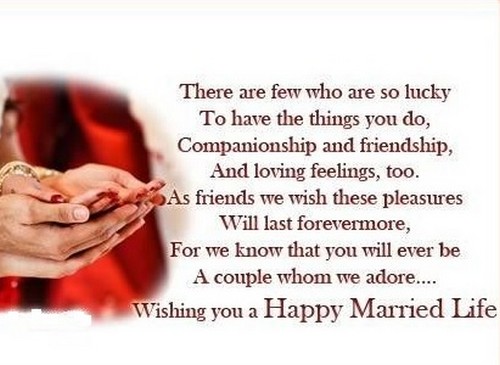 There are few who are so lucky
To have the things you do,
Companionship and friendship,
And loving feelings, too.
As friends we wish these pleasures
Will last forevermore,
For we know that you will ever be
A couple whom we adore....
Wishing you a Happy Married Life